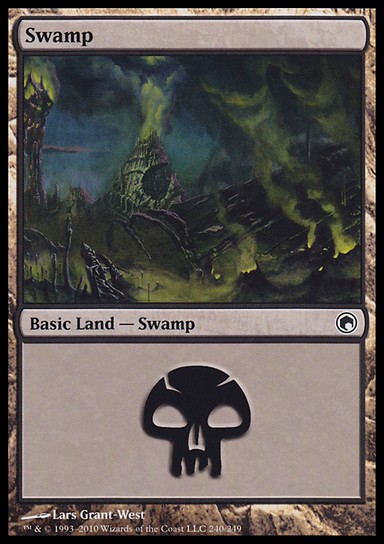 Swamp
Basic Land — Swamp
Lars Grant-West
™ & © 1993–2010 Wizards of the Coast LLC 240/249